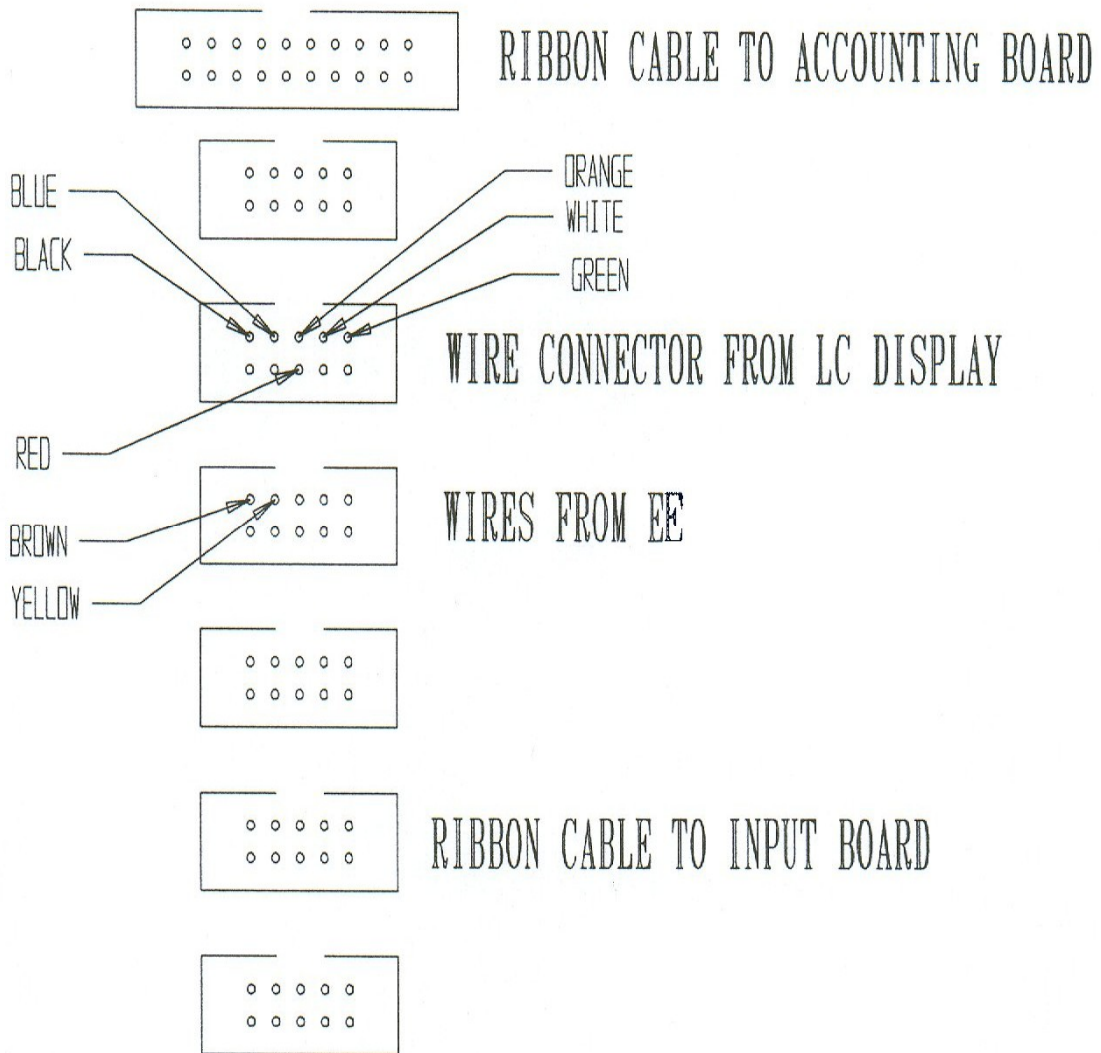 RIBBON CABLE TO ACCOUNTING BOARD
BLUE
ORANGE
WHITE
BLACK
GREEN
WIRE CONNECTOR FROM LC DISPLAY
RED
WIRES FROM EE
BROWN
YELLOW
RIBBON CABLE TO INPUT BOARD